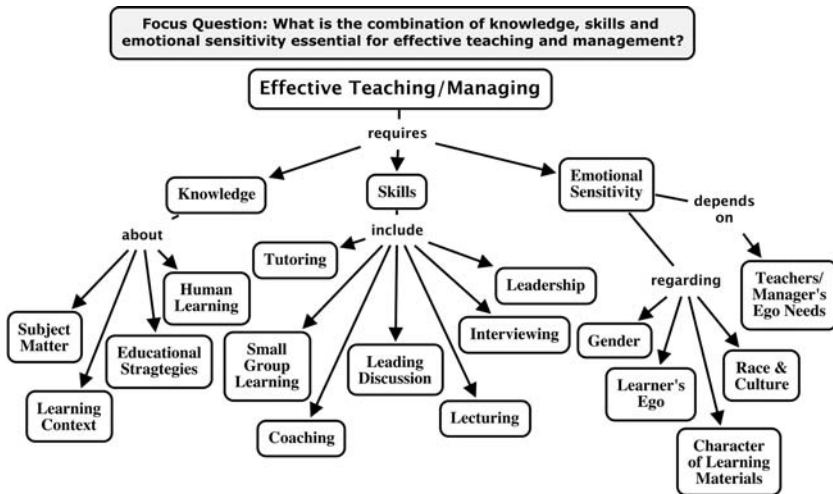 Focus Question: What is the combination of knowledge, skills and
emotional sensitivity essential for effective teaching and management?
Effective Teaching/Managing
requires
Knowledge
Skills
Emotional
Sensitivity
depends
on
about
include
regarding
Tutoring
Human
Learning
Leadership
Teachers/
Manager's
Ego Needs
Subject
Matter
Educational
Stragtegies
Small
Group
Learning
Leading
Discussion
Interviewing
Gender
Race &
Culture
Learning
Context
Coaching
Lecturing
Learner's
Ego
Character
of Learning
Materials